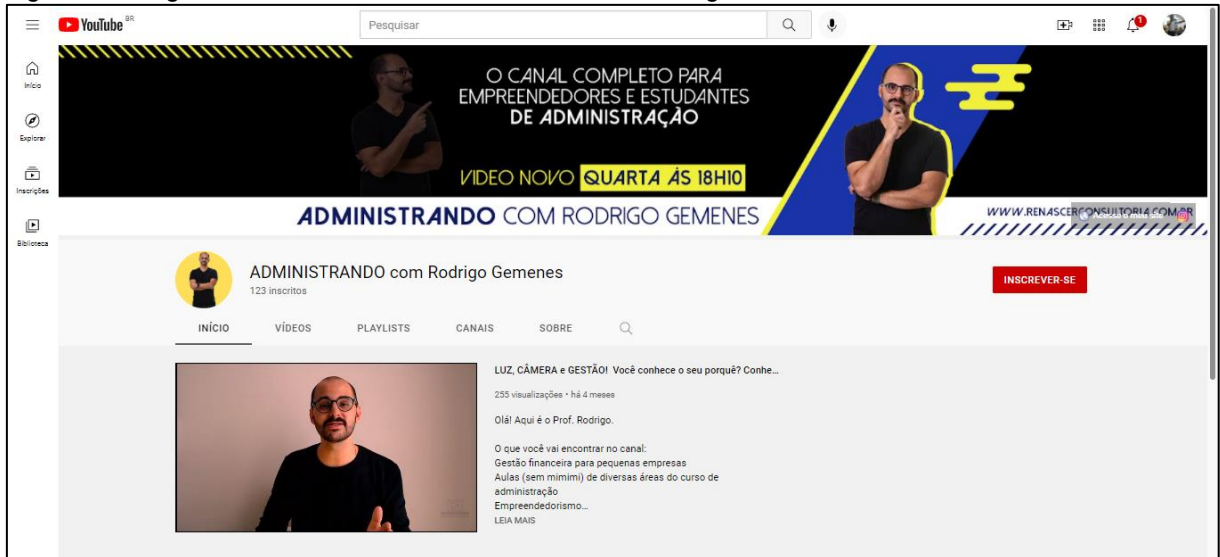 YouTube BR
Pesquisar
1
Início
Explorar
Inscrições
Biblioteca
O CANAL COMPLETO PARA
EMPREENDEDORES E ESTUDANTES
DE ADMINISTRAÇÃO
VIDEO NOVO QUARTA ÀS 18H10
ADMINISTRANDO COM RODRIGO GEMENES
WWW.RENASCERCONSULTORIA.COM.BR
Acesse o meu site
ADMINISTRANDO com Rodrigo Gemenes
123 inscritos
INSCREVER-SE
INÍCIO VÍDEOS PLAYLISTS CANAIS SOBRE
LUZ, CÂMERA e GESTÃO! Você conhece o seu porquê? Conhe...
255 visualizações • há 4 meses
Olá! Aqui é o Prof. Rodrigo.
O que você vai encontrar no canal:
Gestão financeira para pequenas empresas
Aulas (sem mimimi) de diversas áreas do curso de
administração
Empreendedorismo...
LEIA MAIS